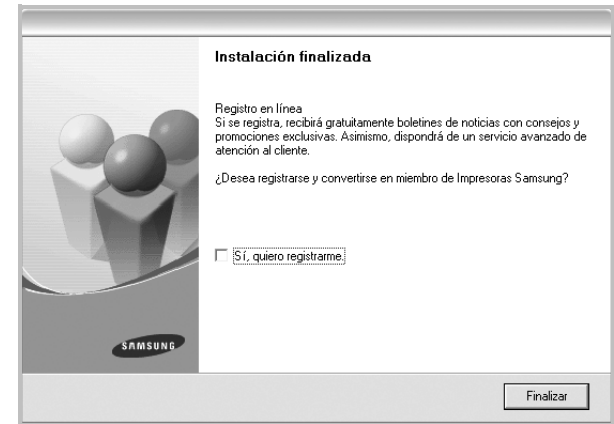 Instalación finalizada
Registro en línea
Si se registra, recibirá gratuitamente boletines de noticias con consejos y
promociones exclusivas. Asimismo, dispondrá de un servicio avanzado de
atención al cliente.
¿Desea registrarse y convertirse en miembro de Impresoras Samsung?
Sí, quiero registrarme.
SAMSUNG
Finalizar